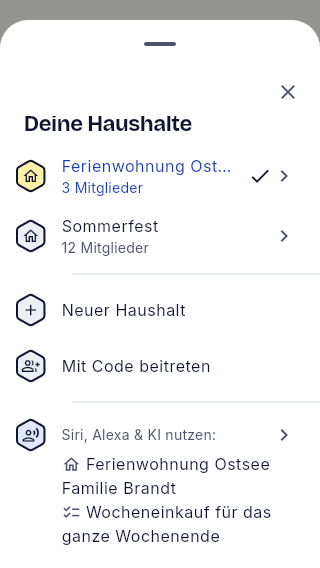 Deine Haushalte
Ferienwohnung Ost...
3 Mitglieder
Sommerfest
12 Mitglieder
Neuer Haushalt
Mit Code beitreten
Siri, Alexa & KI nutzen:
Ferienwohnung Ostsee
Familie Brandt
Wocheneinkauf für das
ganze Wochenende